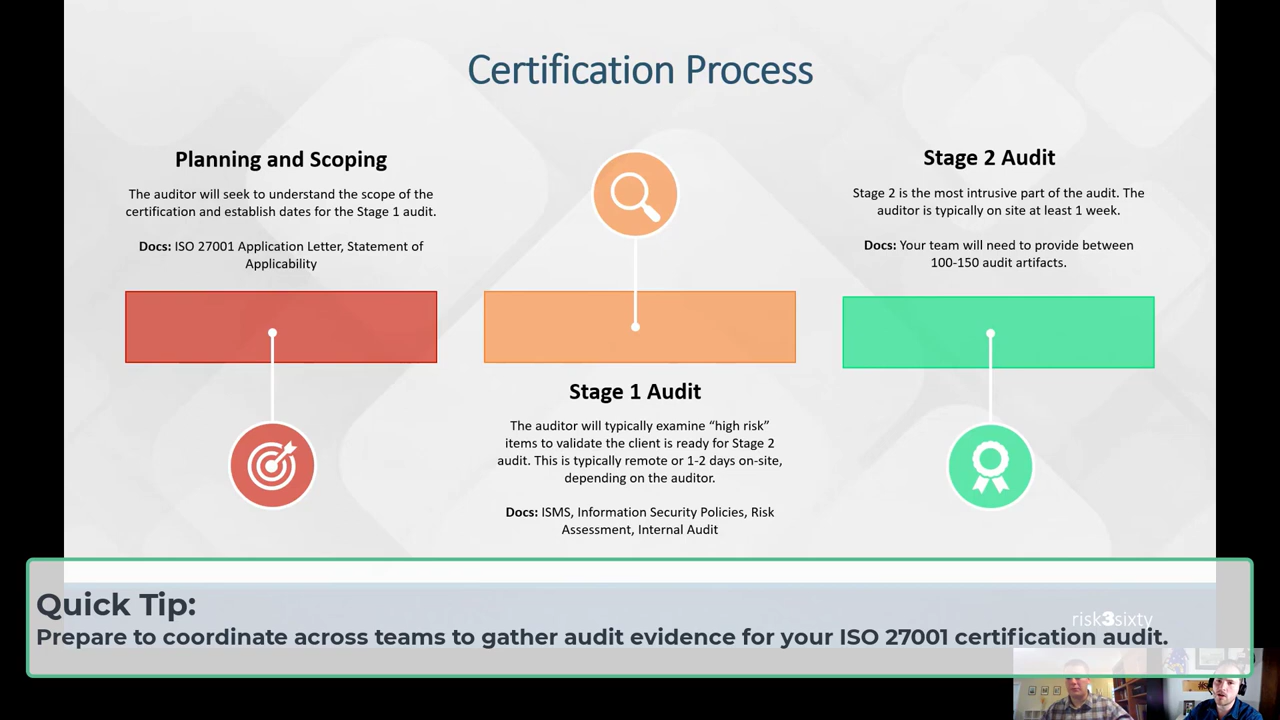 Certification Process
Planning and Scoping
The auditor will seek to understand the scope of the
certification and establish dates for the Stage 1 audit.
Docs: ISO 27001 Application Letter, Statement of
Applicability
Stage 1 Audit
The auditor will typically examine “high risk”
items to validate the client is ready for Stage 2
audit. This is typically remote or 1-2 days on-site,
depending on the auditor.
Docs: ISMS, Information Security Policies, Risk
Assessment, Internal Audit
Stage 2 Audit
Stage 2 is the most intrusive part of the audit. The
auditor is typically on site at least 1 week.
Docs: Your team will need to provide between
100-150 audit artifacts.
risk3sixty
Quick Tip:
Prepare to coordinate across teams to gather audit evidence for your ISO 27001 certification audit.